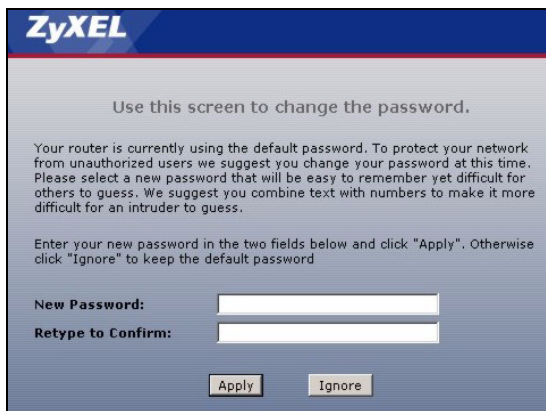 ZyXEL
Use this screen to change the password.
Your router is currently using the default password. To protect your network
from unauthorized users we suggest you change your password at this time.
Please select a new password that will be easy to remember yet difficult for
others to guess. We suggest you combine text with numbers to make it more
difficult for an intruder to guess.
Enter your new password in the two fields below and click "Apply". Otherwise
click "Ignore" to keep the default password
New Password:
Retype to Confirm:
Apply Ignore